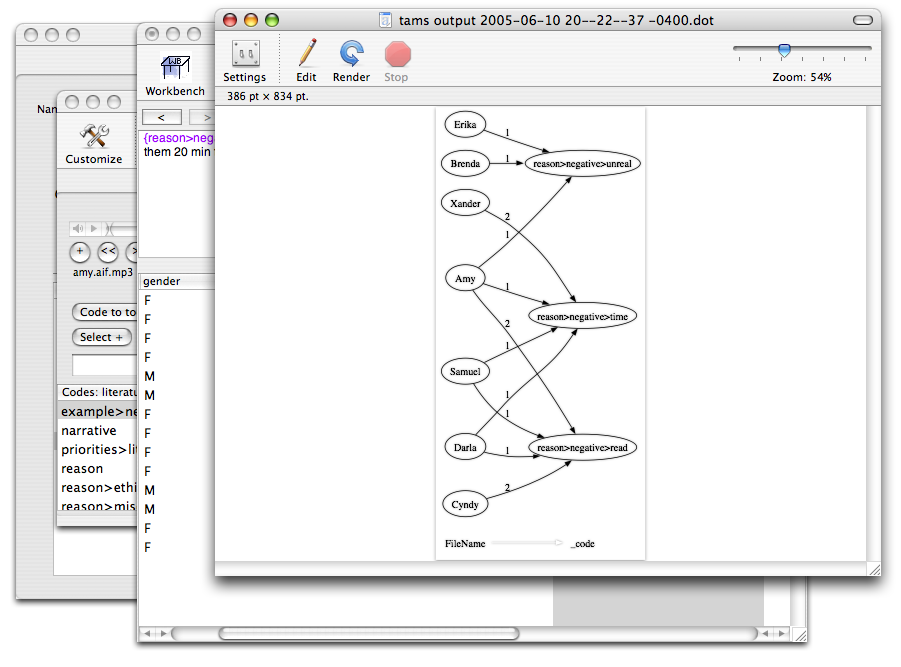 tams output 2005-06-10 20--22--37 -0400.dot
Settings
Edit
Render
Stop
Zoom: 54%
386 pt × 834 pt.
Erika
1
Brenda
1
reason>negative>unreal
Xander
2
1
Amy
1
reason>negative>time
2
1
Samuel
1
1
Darla
1
reason>negative>read
2
Cyndy
FileName
_code
Workbench
<
>
{reason>neg
them 20 min
gender
F
F
F
F
M
M
F
F
F
F
M
M
F
F
Customize
+
<<
amy.aif.mp3
Code to to
Select +
Codes: literatu
example>ne
narrative
priorities>lit
reason
reason>ethi
reason>mis
Nan